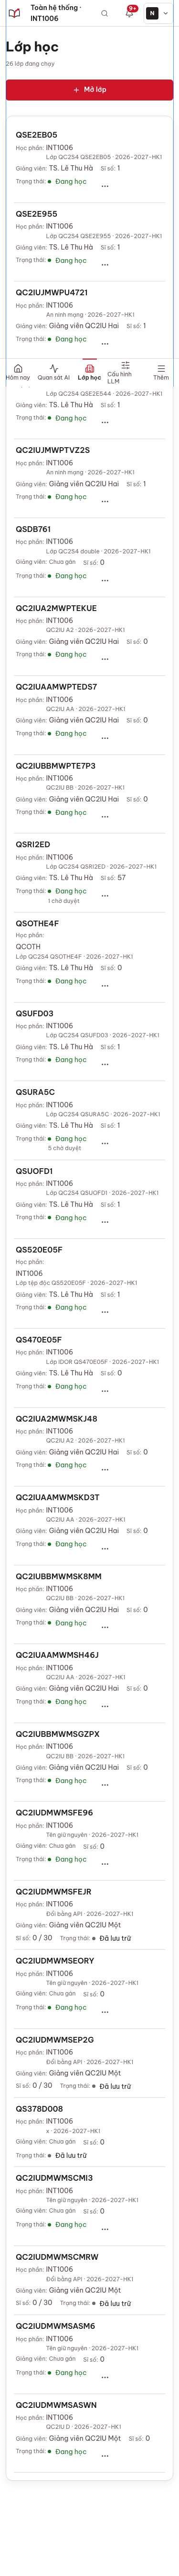 Toàn hệ thống ·
INT1006
9+
N
Lớp học
26 lớp đang chạy
+ Mở lớp
QSE2EB05
Học phần: INT1006
Lớp QC2S4 QSE2EB05 · 2026-2027-HK1
Giảng viên: TS. Lê Thu Hà Sĩ số: 1
Trạng thái: Đang học
QSE2E955
Học phần: INT1006
Lớp QC2S4 QSE2E955 · 2026-2027-HK1
Giảng viên: TS. Lê Thu Hà Sĩ số: 1
Trạng thái: Đang học
QC2IUJMWPU4721
Học phần: INT1006
An ninh mạng · 2026-2027-HK1
Giảng viên: Giảng viên QC2IU Hai Sĩ số: 1
Trạng thái: Đang học
Hôm nay Quan sát AI Lớp học Cấu hình LLM Thêm
Lớp QC2S4 QSE2E544 · 2026-2027-HK1
Giảng viên: TS. Lê Thu Hà Sĩ số: 1
Trạng thái: Đang học
QC2IUJMWPTVZ2S
Học phần: INT1006
An ninh mạng · 2026-2027-HK1
Giảng viên: Giảng viên QC2IU Hai Sĩ số: 1
Trạng thái: Đang học
QSDB761
Học phần: INT1006
Lớp QC2S4 double · 2026-2027-HK1
Giảng viên: Chưa gán Sĩ số: 0
Trạng thái: Đang học
QC2IUA2MWPTEKUE
Học phần: INT1006
QC2IU A2 · 2026-2027-HK1
Giảng viên: Giảng viên QC2IU Hai Sĩ số: 0
Trạng thái: Đang học
QC2IUAAMWPTEDS7
Học phần: INT1006
QC2IU AA · 2026-2027-HK1
Giảng viên: Giảng viên QC2IU Hai Sĩ số: 0
Trạng thái: Đang học
QC2IUBBMWPTE7P3
Học phần: INT1006
QC2IU BB · 2026-2027-HK1
Giảng viên: Giảng viên QC2IU Hai Sĩ số: 0
Trạng thái: Đang học
QSRI2ED
Học phần: INT1006
Lớp QC2S4 QSRI2ED · 2026-2027-HK1
Giảng viên: TS. Lê Thu Hà Sĩ số: 57
Trạng thái: Đang học
1 chờ duyệt
QSOTHE4F
Học phần:
QCOTH
Lớp QC2S4 QSOTHE4F · 2026-2027-HK1
Giảng viên: TS. Lê Thu Hà Sĩ số: 0
Trạng thái: Đang học
QSUFD03
Học phần: INT1006
Lớp QC2S4 QSUFD03 · 2026-2027-HK1
Giảng viên: TS. Lê Thu Hà Sĩ số: 1
Trạng thái: Đang học
QSURA5C
Học phần: INT1006
Lớp QC2S4 QSURA5C · 2026-2027-HK1
Giảng viên: TS. Lê Thu Hà Sĩ số: 1
Trạng thái: Đang học
5 chờ duyệt
QSUOFD1
Học phần: INT1006
Lớp QC2S4 QSUOFD1 · 2026-2027-HK1
Giảng viên: TS. Lê Thu Hà Sĩ số: 1
Trạng thái: Đang học
QS520E05F
Học phần:
INT1006
Lớp tệp độc QS520E05F · 2026-2027-HK1
Giảng viên: TS. Lê Thu Hà Sĩ số: 1
Trạng thái: Đang học
QS470E05F
Học phần: INT1006
Lớp IDOR QS470E05F · 2026-2027-HK1
Giảng viên: TS. Lê Thu Hà Sĩ số: 0
Trạng thái: Đang học
QC2IUA2MWMSKJ48
Học phần: INT1006
QC2IU A2 · 2026-2027-HK1
Giảng viên: Giảng viên QC2IU Hai Sĩ số: 0
Trạng thái: Đang học
QC2IUAAMWMSKD3T
Học phần: INT1006
QC2IU AA · 2026-2027-HK1
Giảng viên: Giảng viên QC2IU Hai Sĩ số: 0
Trạng thái: Đang học
QC2IUBBMWMSK8MM
Học phần: INT1006
QC2IU BB · 2026-2027-HK1
Giảng viên: Giảng viên QC2IU Hai Sĩ số: 0
Trạng thái: Đang học
QC2IUAAMWMSH46J
Học phần: INT1006
QC2IU AA · 2026-2027-HK1
Giảng viên: Giảng viên QC2IU Hai Sĩ số: 0
Trạng thái: Đang học
QC2IUBBMWMSGZPX
Học phần: INT1006
QC2IU BB · 2026-2027-HK1
Giảng viên: Giảng viên QC2IU Hai Sĩ số: 0
Trạng thái: Đang học
QC2IUDMWMSFE96
Học phần: INT1006
Tên giữ nguyên · 2026-2027-HK1
Giảng viên: Chưa gán Sĩ số: 0
Trạng thái: Đang học
QC2IUDMWMSFEJR
Học phần: INT1006
Đổi bằng API · 2026-2027-HK1
Giảng viên: Giảng viên QC2IU Một
Sĩ số: 0 / 30 Trạng thái: Đã lưu trữ
QC2IUDMWMSEORY
Học phần: INT1006
Tên giữ nguyên · 2026-2027-HK1
Giảng viên: Chưa gán Sĩ số: 0
Trạng thái: Đang học
QC2IUDMWMSEP2G
Học phần: INT1006
Đổi bằng API · 2026-2027-HK1
Giảng viên: Giảng viên QC2IU Một
Sĩ số: 0 / 30 Trạng thái: Đã lưu trữ
QS378D008
Học phần: INT1006
x · 2026-2027-HK1
Giảng viên: Chưa gán Sĩ số: 0
Trạng thái: Đã lưu trữ
QC2IUDMWMSCMI3
Học phần: INT1006
Tên giữ nguyên · 2026-2027-HK1
Giảng viên: Chưa gán Sĩ số: 0
Trạng thái: Đang học
QC2IUDMWMSCMRW
Học phần: INT1006
Đổi bằng API · 2026-2027-HK1
Giảng viên: Giảng viên QC2IU Một
Sĩ số: 0 / 30 Trạng thái: Đã lưu trữ
QC2IUDMWMSASM6
Học phần: INT1006
Tên giữ nguyên · 2026-2027-HK1
Giảng viên: Chưa gán Sĩ số: 0
Trạng thái: Đang học
QC2IUDMWMSASWN
Học phần: INT1006
QC2IU D · 2026-2027-HK1
Giảng viên: Giảng viên QC2IU Một Sĩ số: 0
Trạng thái: Đang học